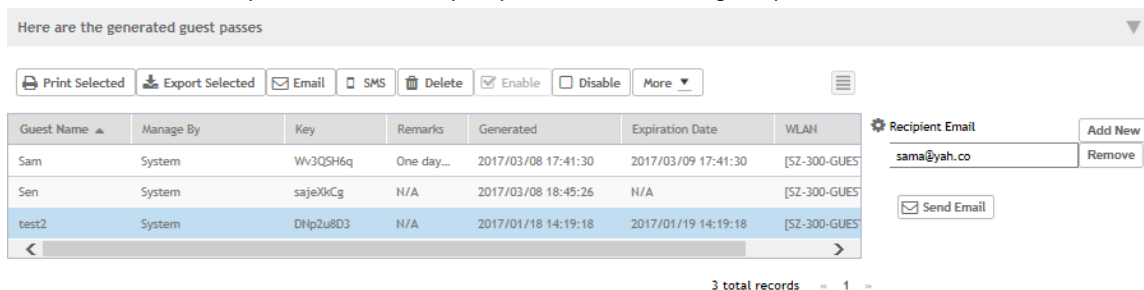 Here are the generated guest passes
Print Selected Export Selected Email SMS Delete Enable Disable More
Guest Name Manage By Key Remarks Generated Expiration Date WLAN
Sam System Wv3QSH6q One day... 2017/03/08 17:41:30 2017/03/09 17:41:30 [SZ-300-GUEST
Sen System sajeXkCg N/A 2017/03/08 18:45:26 N/A [SZ-300-GUEST
test2 System DNp2u8D3 N/A 2017/01/18 14:19:18 2017/01/19 14:19:18 [SZ-300-GUEST
3 total records « 1 »
Recipient Email Add New
sama@yah.co Remove
Send Email